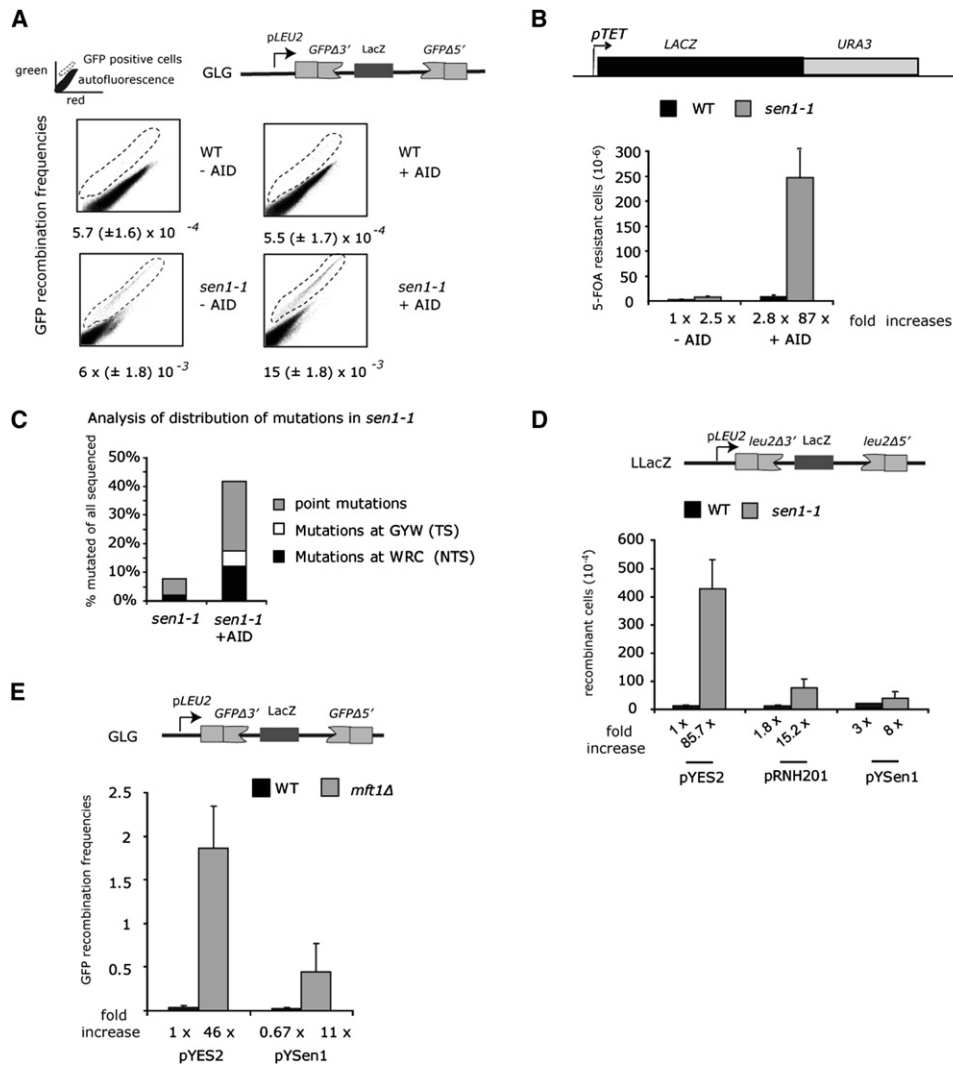 A
green
GFP positive cells
autofluorescence
red
pLEU2
GFPΔ3'
LacZ
GFPΔ5'
GLG
GFP recombination frequencies
WT
- AID
WT
+ AID
5.7 (±1.6) x 10 -4
5.5 (± 1.7) x 10 -4
sen1-1
- AID
sen1-1
+ AID
6 x (± 1.8) 10 -3
15 (± 1.8) x 10 -3
B
pTET
LACZ
URA3
WT
sen1-1
5-FOA resistant cells (10-6)
300
250
200
150
100
50
0
1 x 2.5 x 2.8 x 87 x fold increases
- AID + AID
C
Analysis of distribution of mutations in sen1-1
% mutated of all sequenced
50%
40%
30%
20%
10%
0%
point mutations
Mutations at GYW (TS)
Mutations at WRC (NTS)
sen1-1
sen1-1
+AID
D
pLEU2
leu2Δ3'
LacZ
leu2Δ5'
LLacZ
WT
sen1-1
recombinant cells (10-4)
600
500
400
300
200
100
0
fold
increase
1 x
85.7 x
1.8 x
15.2 x
3 x
8 x
pYES2
pRNH201
pYSen1
E
pLEU2
GFPΔ3'
LacZ
GFPΔ5'
GLG
WT
mft1Δ
GFP recombination frequencies
2.5
2
1.5
1
0.5
fold
increase
1 x 46 x 0.67 x 11 x
pYES2 pYSen1